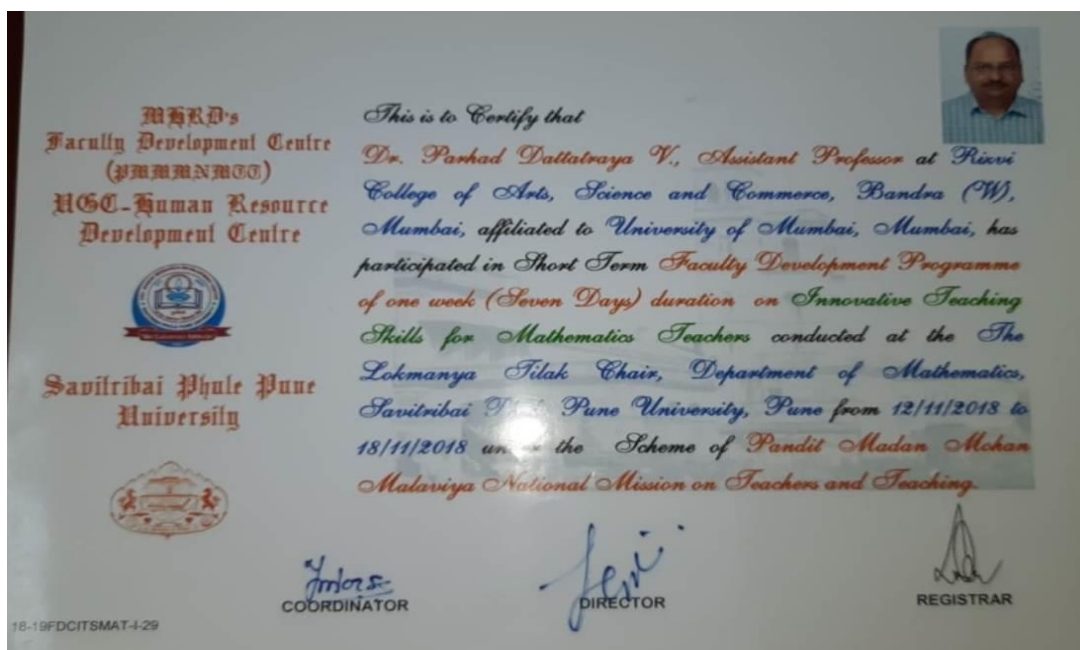 MHRD's
Faculty Development Centre
(PMMMNMTT)
UGC-Human Resource
Development Centre
Savitribai Phule Pune
University
This is to Certify that
Dr. Parhad Dattatraya V., Assistant Professor at Rizvi
College of Arts, Science and Commerce, Bandra (W),
Mumbai, affiliated to University of Mumbai, Mumbai, has
participated in Short Term Faculty Development Programme
of one week (Seven Days) duration on Innovative Teaching
Skills for Mathematics Teachers conducted at the The
Lokmanya Tilak Chair, Department of Mathematics,
Savitribai Pune University, Pune from 12/11/2018 to
18/11/2018 the Scheme of Pandit Madan Mohan
Malaviya National Mission on Teachers and Teaching.
COORDINATOR
DIRECTOR
REGISTRAR
18-19FDCITSMAT-I-29